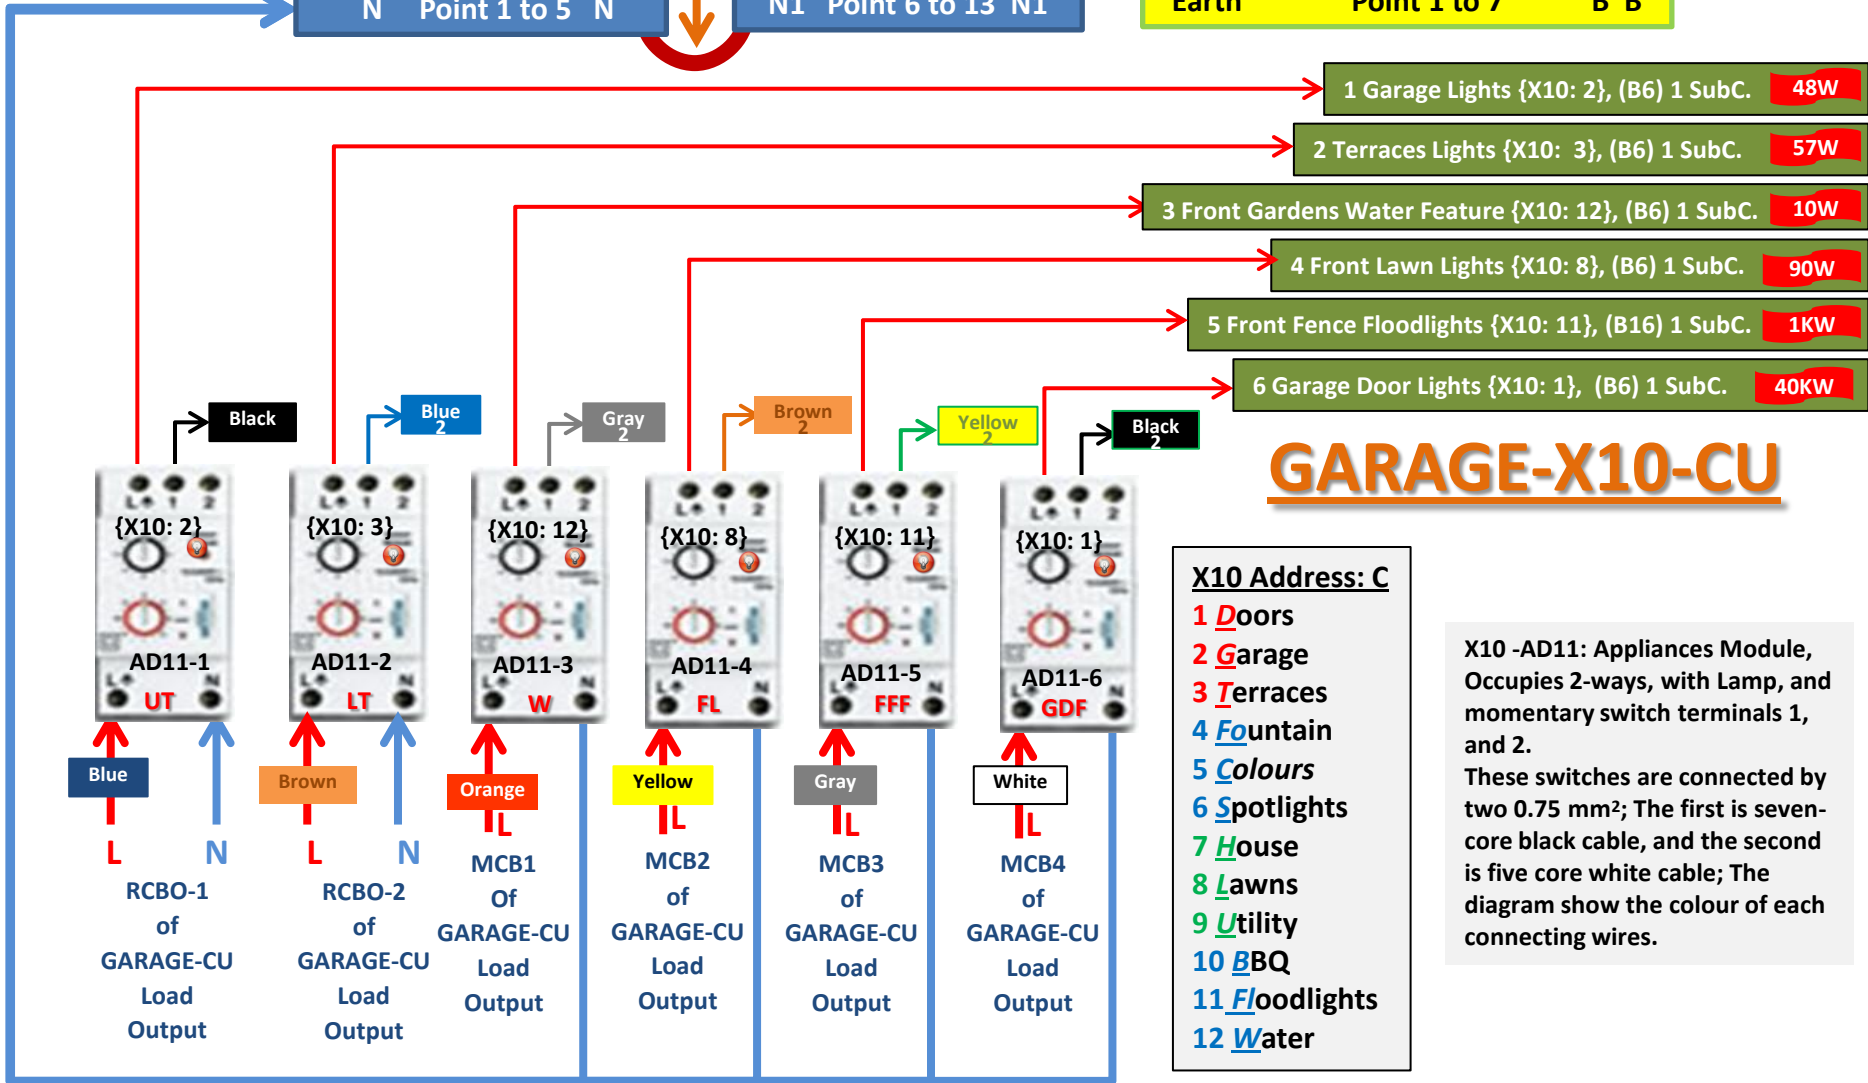 N Point 1 to 5 N
N1 Point 6 to 13 N1
Earth Point 1 to 7 B B
1 Garage Lights {X10: 2}, (B6) 1 SubC. 48W
2 Terraces Lights {X10: 3}, (B6) 1 SubC. 57W
3 Front Gardens Water Feature {X10: 12}, (B6) 1 SubC. 10W
4 Front Lawn Lights {X10: 8}, (B6) 1 SubC. 90W
5 Front Fence Floodlights {X10: 11}, (B16) 1 SubC. 1KW
6 Garage Door Lights {X10: 1}, (B6) 1 SubC. 40KW
Black
Blue
2
Gray
2
Brown
2
Yellow
2
Black
2
GARAGE-X10-CU
L 1 2
{X10: 2}
AD11-1
L N
UT
Blue
L N
RCBO-1
of
GARAGE-CU
Load
Output
L 1 2
{X10: 3}
AD11-2
L N
LT
Brown
L N
RCBO-2
of
GARAGE-CU
Load
Output
L 1 2
{X10: 12}
AD11-3
L N
W
Orange
L
MCB1
Of
GARAGE-CU
Load
Output
L 1 2
{X10: 8}
AD11-4
L N
FL
Yellow
L
MCB2
of
GARAGE-CU
Load
Output
L 1 2
{X10: 11}
AD11-5
L N
FFF
Gray
L
MCB3
of
GARAGE-CU
Load
Output
L 1 2
{X10: 1}
AD11-6
L N
GDF
White
L
MCB4
of
GARAGE-CU
Load
Output
X10 Address: C
1 Doors
2 Garage
3 Terraces
4 Fountain
5 Colours
6 Spotlights
7 House
8 Lawns
9 Utility
10 BBQ
11 Floodlights
12 Water
X10 -AD11: Appliances Module,
Occupies 2-ways, with Lamp, and
momentary switch terminals 1,
and 2.
These switches are connected by
two 0.75 mm²; The first is seven-
core black cable, and the second
is five core white cable; The
diagram show the colour of each
connecting wires.